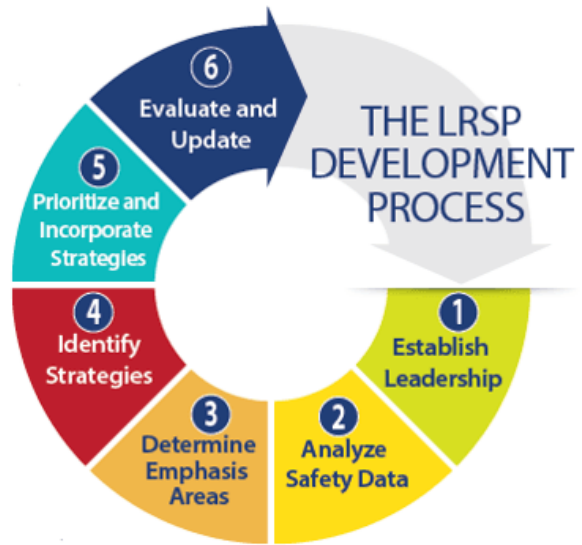 THE LRSP
DEVELOPMENT
PROCESS
1
Establish
Leadership
2
Analyze
Safety Data
3
Determine
Emphasis
Areas
4
Identify
Strategies
5
Prioritize and
Incorporate
Strategies
6
Evaluate and
Update